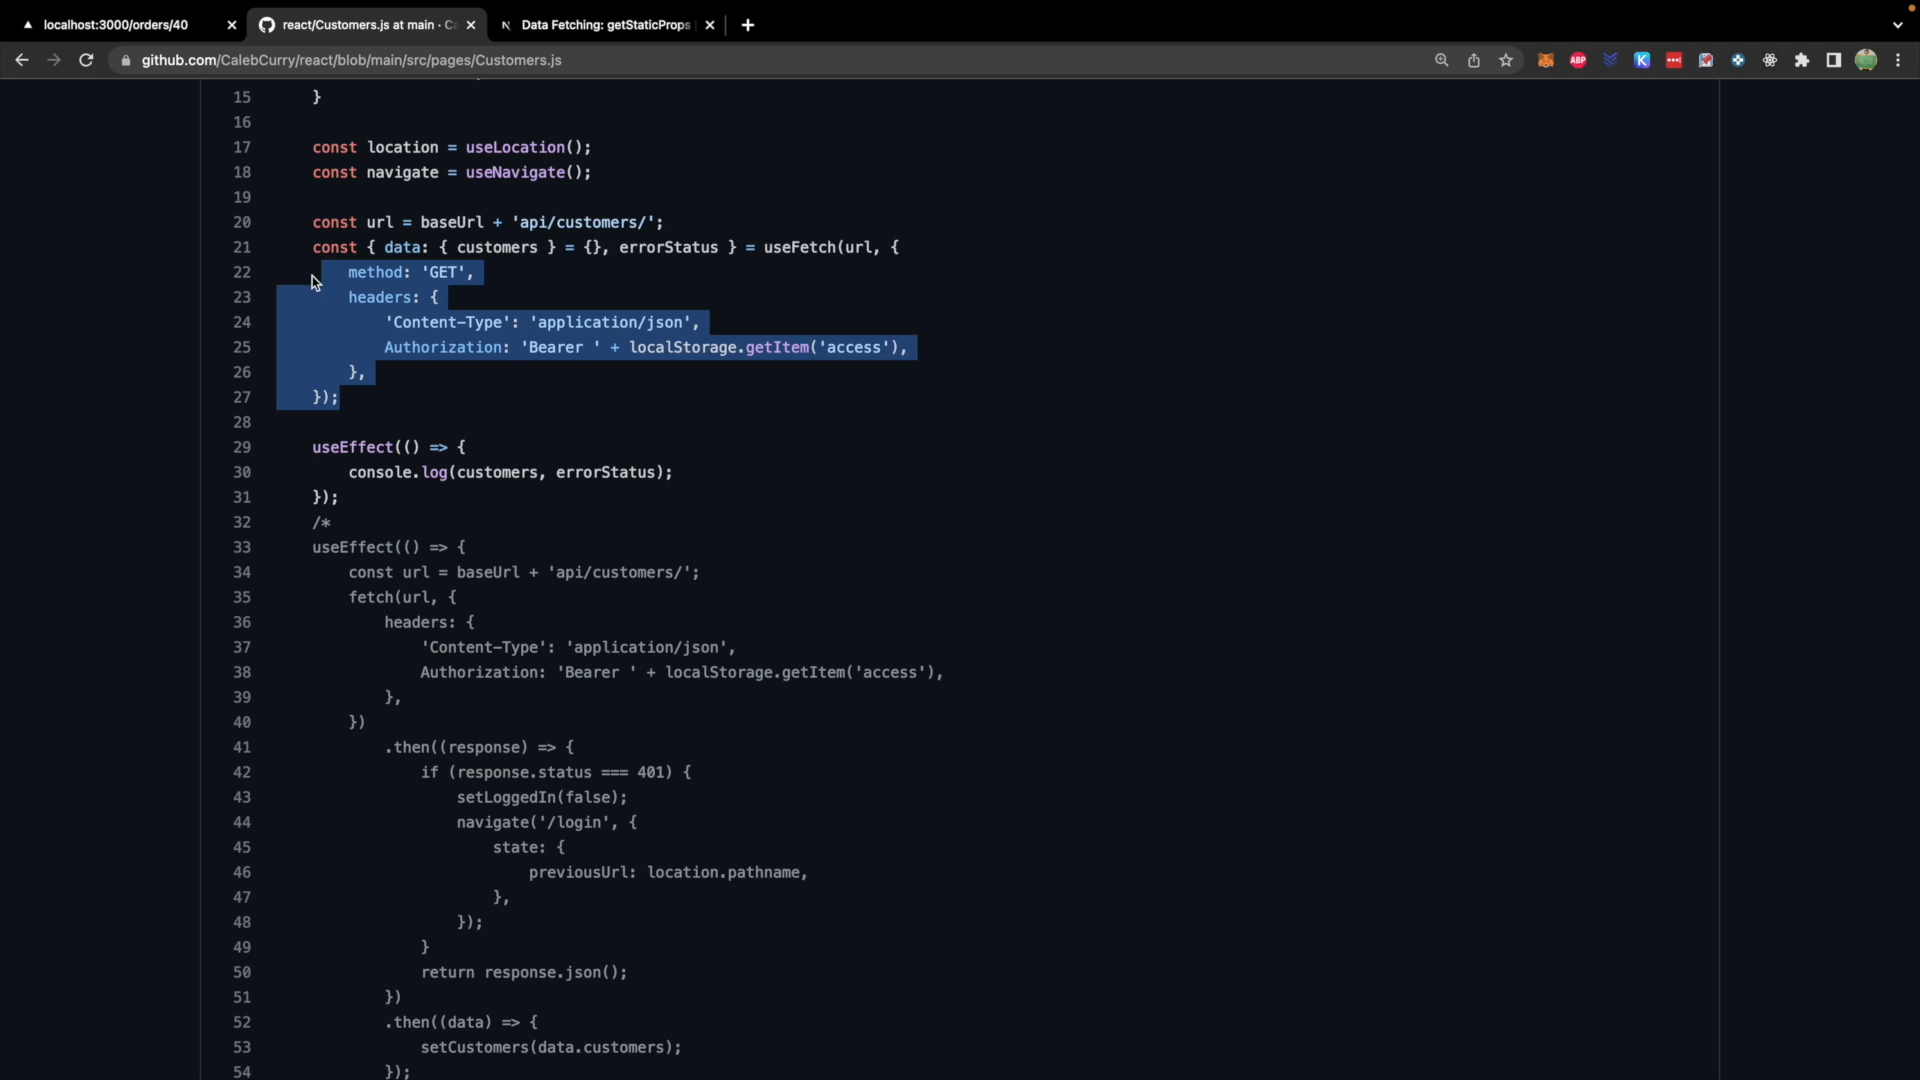 localhost:3000/orders/40
react/Customers.js at main · C
Data Fetching: getStaticProps
github.com/CalebCurry/react/blob/main/src/pages/Customers.js
ABP
K
15 }
16
17 const location = useLocation();
18 const navigate = useNavigate();
19
20 const url = baseUrl + 'api/customers/';
21 const { data: { customers } = {}, errorStatus } = useFetch(url, {
22 method: 'GET',
23 headers: {
24 'Content-Type': 'application/json',
25 Authorization: 'Bearer ' + localStorage.getItem('access'),
26 },
27 });
28
29 useEffect(() => {
30 console.log(customers, errorStatus);
31 });
32 /*
33 useEffect(() => {
34 const url = baseUrl + 'api/customers/';
35 fetch(url, {
36 headers: {
37 'Content-Type': 'application/json',
38 Authorization: 'Bearer ' + localStorage.getItem('access'),
39 },
40 })
41 .then((response) => {
42 if (response.status === 401) {
43 setLoggedIn(false);
44 navigate('/login', {
45 state: {
46 previousUrl: location.pathname,
47 },
48 });
49 }
50 return response.json();
51 })
52 .then((data) => {
53 setCustomers(data.customers);
54 });